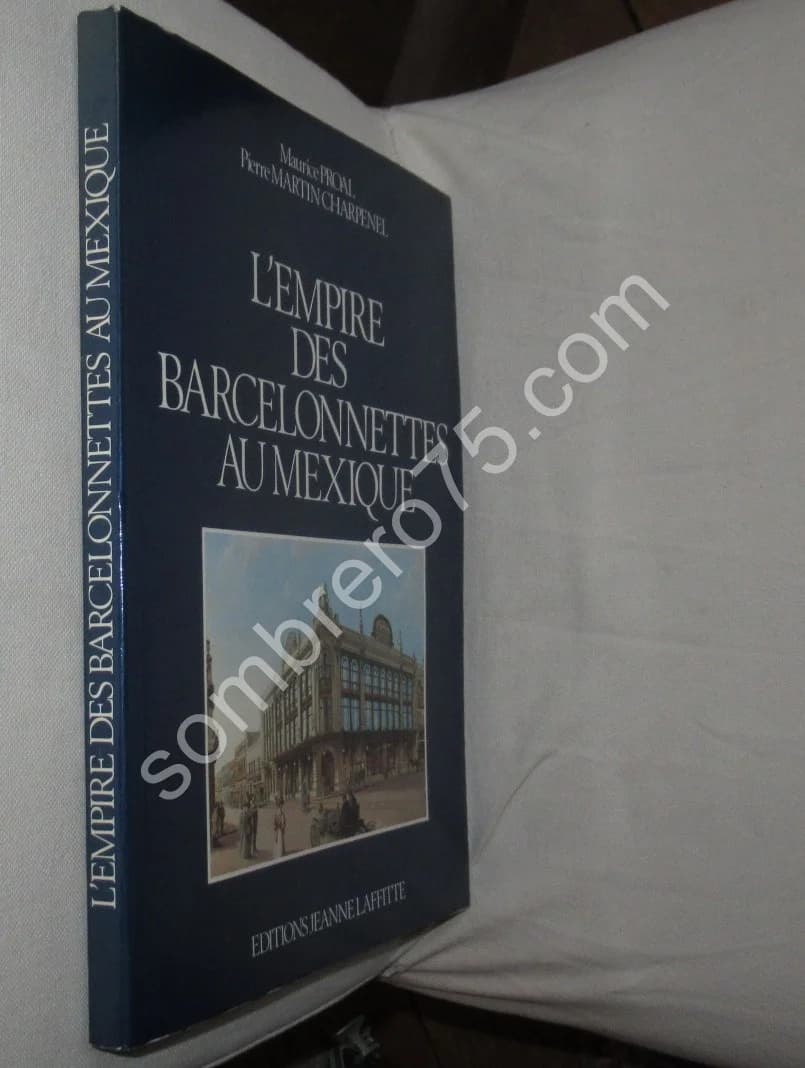 L'EMPIRE DES BARCELONNETTES AU MEXIQUE
Maurice PROAL
Pierre MARTIN CHARPENEL
L'EMPIRE
DES
BARCELONNETTES
AU MEXIQUE
EDITIONS JEANNE LAFFITTE
sombrero75.com